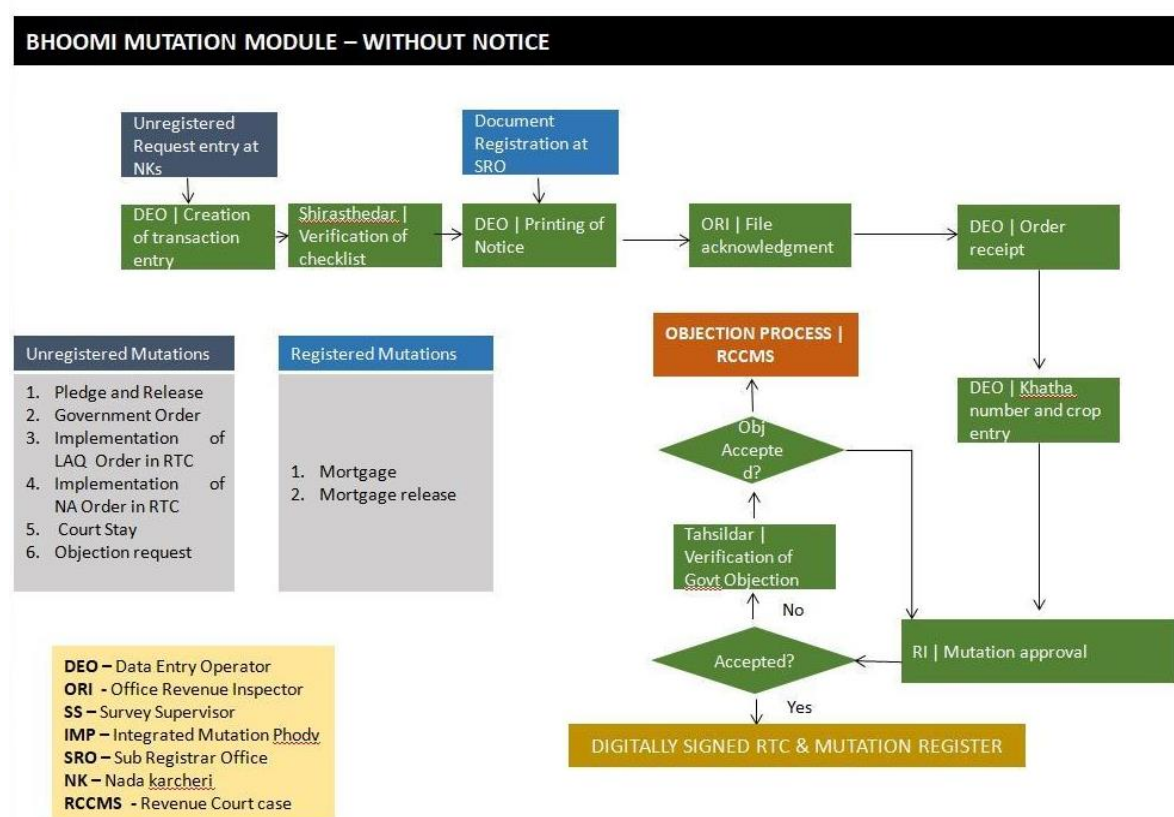 BHOOMI MUTATION MODULE – WITHOUT NOTICE
Unregistered
Request entry at
NKs
Document
Registration at
SRO
DEO | Creation
of transaction
entry
Shirasthedar |
Verification of
checklist
DEO | Printing of
Notice
ORI | File
acknowledgment
DEO | Order
receipt
Unregistered Mutations
1. Pledge and Release
2. Government Order
3. Implementation of
LAQ Order in RTC
4. Implementation of
NA Order in RTC
5. Court Stay
6. Objection request
Registered Mutations
1. Mortgage
2. Mortgage release
OBJECTION PROCESS |
RCCMS
DEO | Khatha
number and crop
entry
Obj
Accepte
d?
Tahsildar |
Verification of
Govt Objection
No
Accepted?
RI | Mutation approval
Yes
DIGITALLY SIGNED RTC & MUTATION REGISTER
DEO – Data Entry Operator
ORI - Office Revenue Inspector
SS – Survey Supervisor
IMP – Integrated Mutation Phody
SRO – Sub Registrar Office
NK – Nada karcheri
RCCMS - Revenue Court case